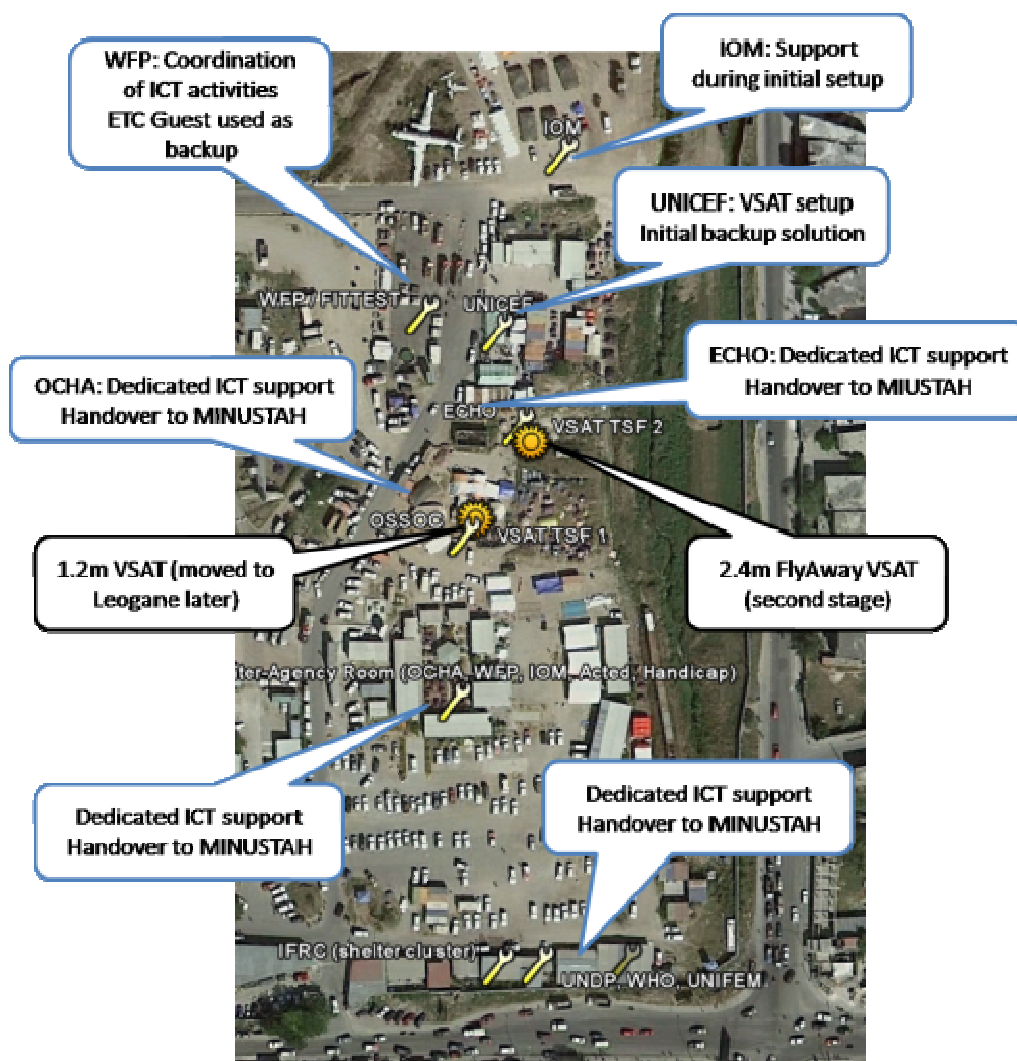 WFP: Coordination
of ICT activities
ETC Guest used as
backup
IOM: Support
during initial setup
IOM
UNICEF: VSAT setup
Initial backup solution
WFP / FITTEST
UNICEF
ECHO: Dedicated ICT support
Handover to MIUSTAH
OCHA: Dedicated ICT support
Handover to MINUSTAH
ECHO
VSAT TSF 2
OSSOC
VSAT TSF 1
1.2m VSAT (moved to
Leogane later)
2.4m FlyAway VSAT
(second stage)
ter-Agency Room (OCHA, WFP, IOM, Acted, Handicap)
Dedicated ICT support
Handover to MINUSTAH
Dedicated ICT support
Handover to MINUSTAH
IFRC (shelter cluster)
UNDP, WHO, UNIFEM